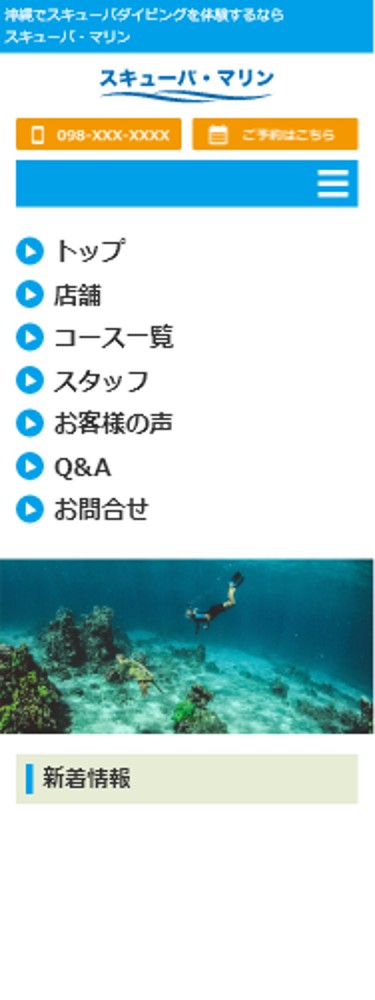 沖縄でスキューバダイビングを体験するなら
スキューバ・マリン
スキューバ・マリン
098-XXX-XXXX
ご予約はこちら
トップ
店舗
コース一覧
スタッフ
お客様の声
Q&A
お問合せ
新着情報